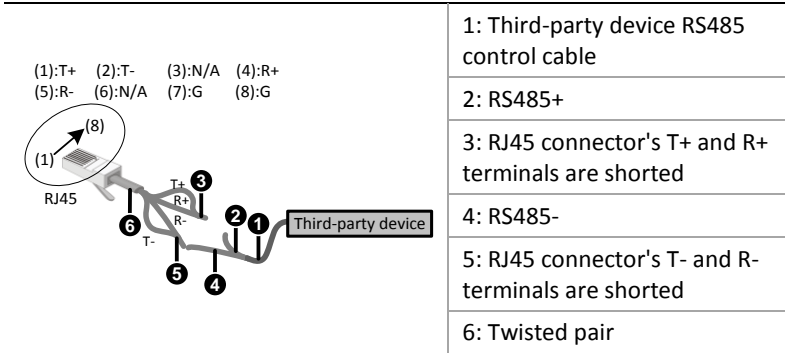 (1):T+ (2):T- (3):N/A (4):R+
(5):R- (6):N/A (7):G (8):G
(8)
(1)
RJ45
T+
R+
R-
T-
3
6
2
1
Third-party device
5
4
1: Third-party device RS485
control cable
2: RS485+
3: RJ45 connector's T+ and R+
terminals are shorted
4: RS485-
5: RJ45 connector's T- and R-
terminals are shorted
6: Twisted pair